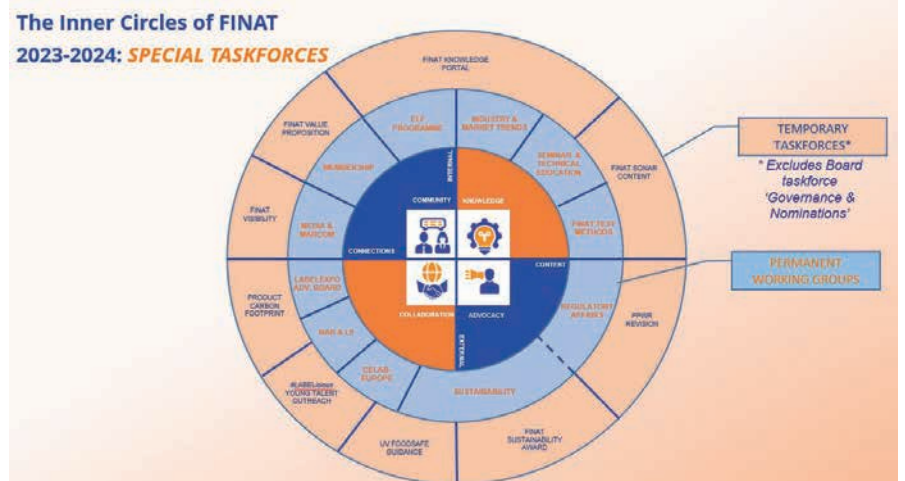 The Inner Circles of FINAT
2023-2024: SPECIAL TASKFORCES
FINAT KNOWLEDGE
PORTAL
FINAT VALUE
PROPOSITION
ELF
PROGRAMME
INDUSTRY &
MARKET TRENDS
TEMPORARY
TASKFORCES*
* Excludes Board
taskforce
'Governance &
Nominations'
MEMBERSHIP
INTERNAL
SEMINAR &
TECHNICAL
EDUCATION
FINAT SONAR
CONTENT
FINAT
VISIBILITY
COMMUNITY
KNOWLEDGE
MEDIA &
MARCOM
FINAT TEST
METHODS
CONNECTIONS
CONTENT
PERMANENT
WORKING GROUPS
LABELEXPO
ADV. BOARD
PRODUCT
CARBON
FOOTPRINT
REGULATORY
AFFAIRS
PPWR
REVISION
COLLABORATION
ADVOCACY
EXTERNAL
CELAB
EUROPE
SUSTAINABILITY
YOUNG TALENT
OUTREACH
UV FOODSAFE
GUIDANCE
FINAT
SUSTAINABILITY
AWARD